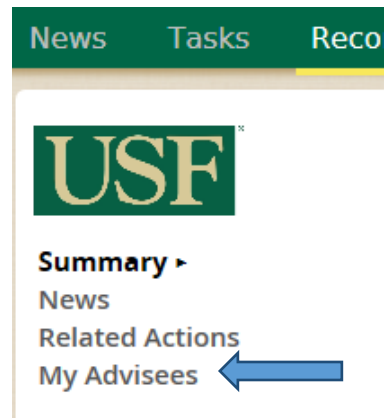 News Tasks Reco
USF
Summary ▸
News
Related Actions
My Advisees